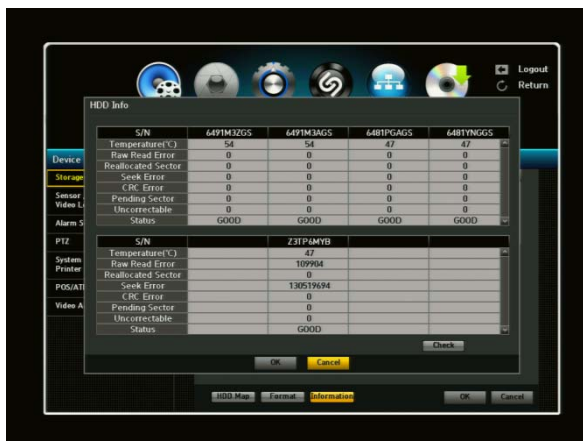 Logout
Return
HDD Info
S/N 6491M3ZGS 6491M3AGS 6481PGAGS 6481YNGGS
Temperature(℃) 54 54 47 47
Raw Read Error 0 0 0 0
Reallocated Sector 0 0 0 0
Seek Error 0 0 0 0
CRC Error 0 0 0 0
Pending Sector 0 0 0 0
Uncorrectable 0 0 0 0
Status GOOD GOOD GOOD GOOD
S/N Z3TP6MYB
Temperature(℃) 47
Raw Read Error 109904
Reallocated Sector 0
Seek Error 130519694
CRC Error 0
Pending Sector 0
Uncorrectable 0
Status GOOD
Check
OK Cancel
Device
Storage
Sensor
Video L
Alarm S
PTZ
System
Printer
POS/AT
Video A
HDD Map Format Information
OK Cancel